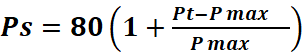 Ps = 80 (1 + (Pt−P max)/(P max))